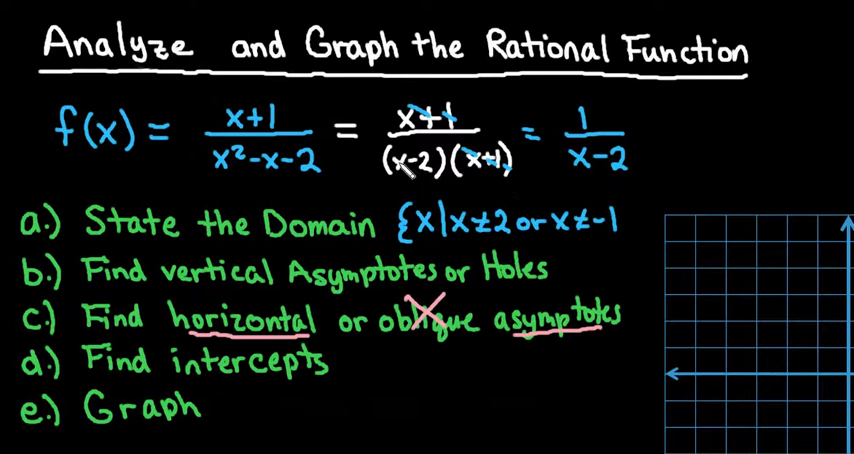 Analyze and Graph the Rational Function
f(x) = x+1 / x² - x - 2 = x+1 / (x-2)(x+1) = 1 / x-2
a.) State the Domain {x | x ≠ 2 or x ≠ -1
b.) Find vertical Asymptotes or Holes
c.) Find horizontal or oblique asymptotes
d.) Find intercepts
e.) Graph